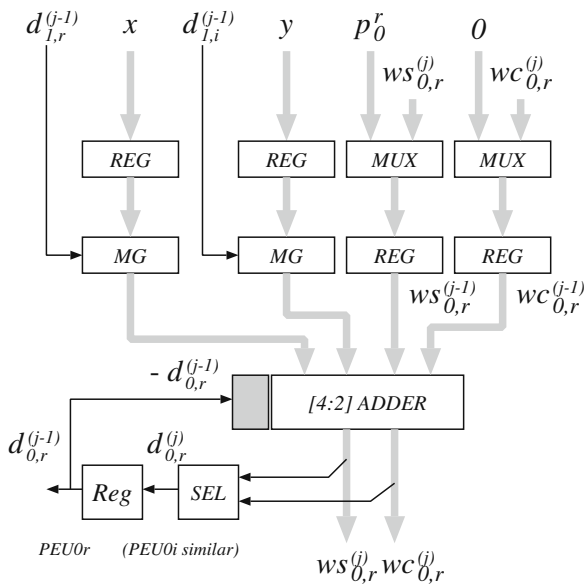 d_{1,r}^{(j-1)} x d_{1,i}^{(j-1)} y p_0^r 0
ws_{0,r}^{(j)} wc_{0,r}^{(j)}
REG REG MUX MUX
MG MG REG REG
ws_{0,r}^{(j-1)} wc_{0,r}^{(j-1)}
- d_{0,r}^{(j-1)}
[4:2] ADDER
d_{0,r}^{(j-1)} d_{0,r}^{(j)}
Reg SEL
PEU0r (PEU0i similar)
ws_{0,r}^{(j)} wc_{0,r}^{(j)}